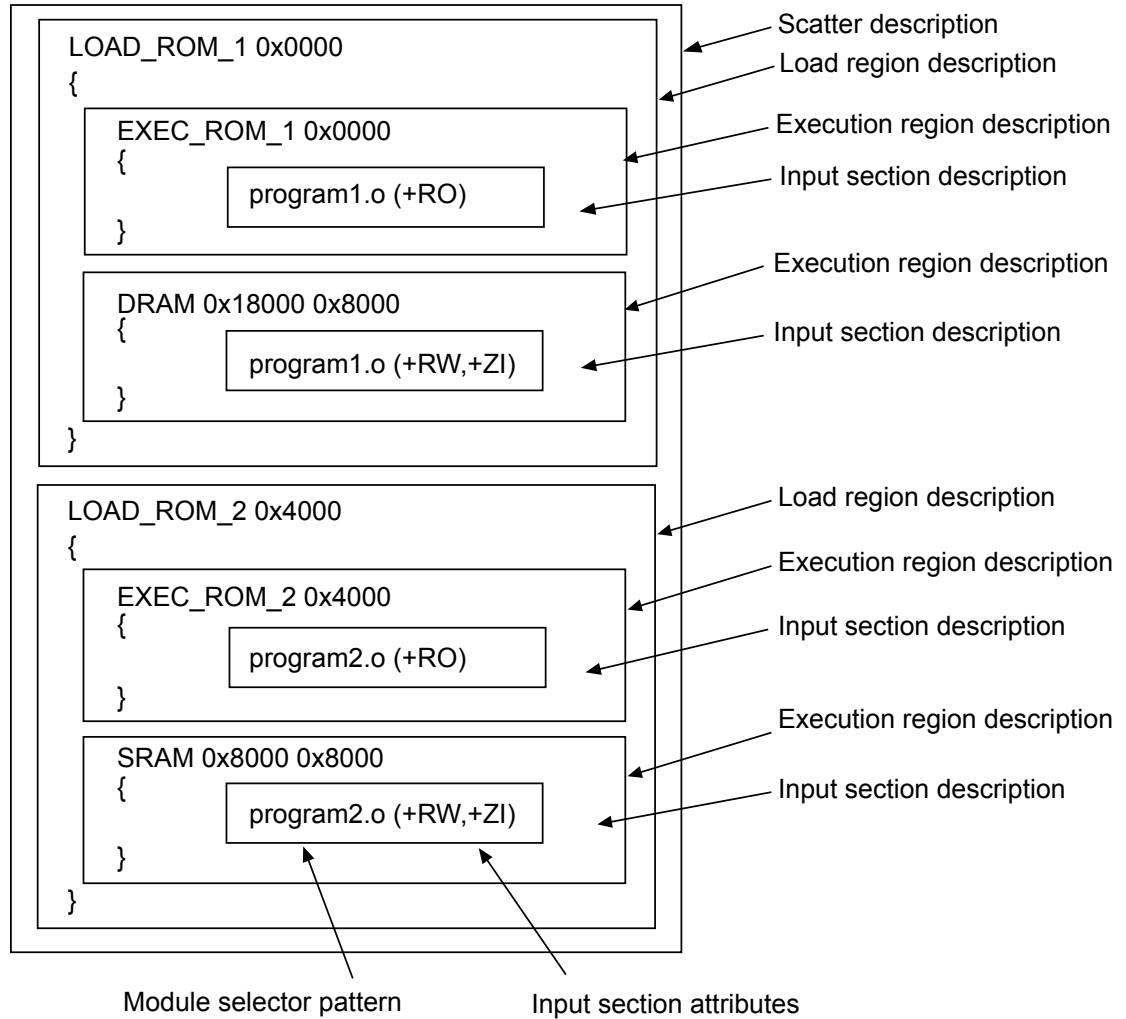 Scatter description
LOAD_ROM_1 0x0000
Load region description
{
EXEC_ROM_1 0x0000
Execution region description
{
program1.o (+RO)
Input section description
}
DRAM 0x18000 0x8000
Execution region description
{
program1.o (+RW,+ZI)
Input section description
}
}
LOAD_ROM_2 0x4000
Load region description
{
EXEC_ROM_2 0x4000
Execution region description
{
program2.o (+RO)
Input section description
}
SRAM 0x8000 0x8000
Execution region description
{
program2.o (+RW,+ZI)
Input section description
}
}
Module selector pattern
Input section attributes